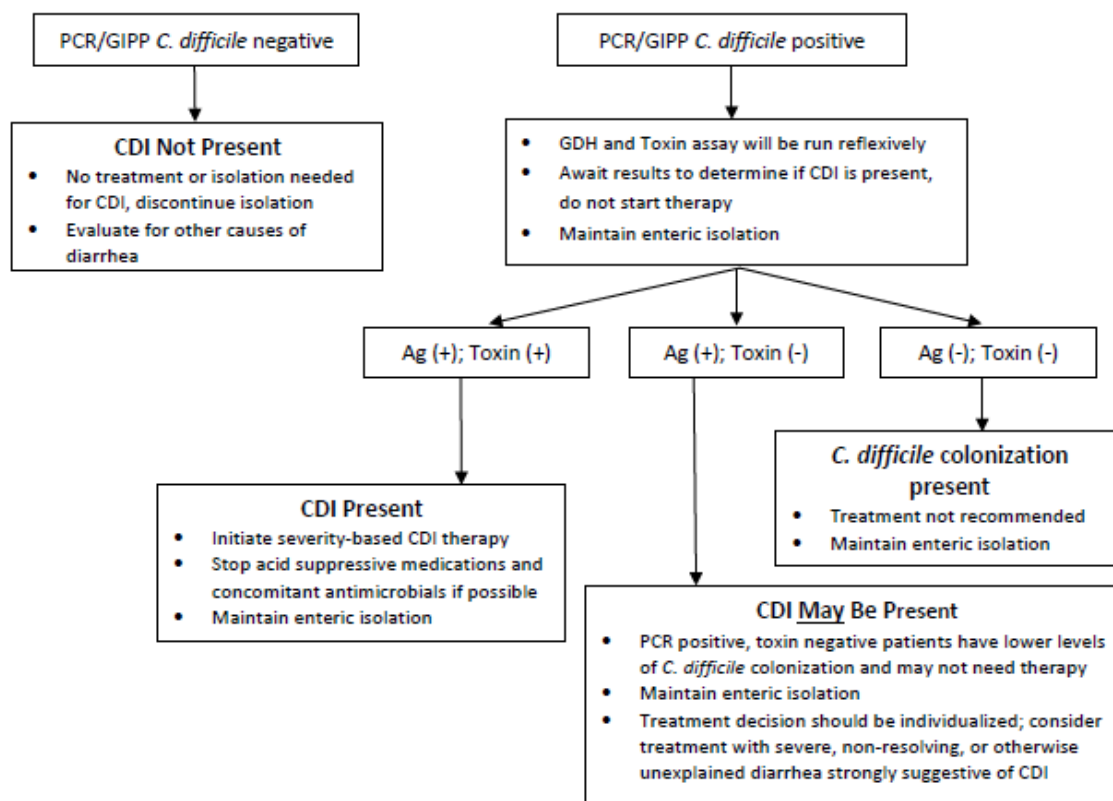 PCR/GIPP C. difficile negative
PCR/GIPP C. difficile positive
CDI Not Present
• No treatment or isolation needed
for CDI, discontinue isolation
• Evaluate for other causes of
diarrhea
• GDH and Toxin assay will be run reflexively
• Await results to determine if CDI is present,
do not start therapy
• Maintain enteric isolation
Ag (+); Toxin (+)
Ag (+); Toxin (-)
Ag (-); Toxin (-)
CDI Present
• Initiate severity-based CDI therapy
• Stop acid suppressive medications and
concomitant antimicrobials if possible
• Maintain enteric isolation
C. difficile colonization
present
• Treatment not recommended
• Maintain enteric isolation
CDI May Be Present
• PCR positive, toxin negative patients have lower levels
of C. difficile colonization and may not need therapy
• Maintain enteric isolation
• Treatment decision should be individualized; consider
treatment with severe, non-resolving, or otherwise
unexplained diarrhea strongly suggestive of CDI